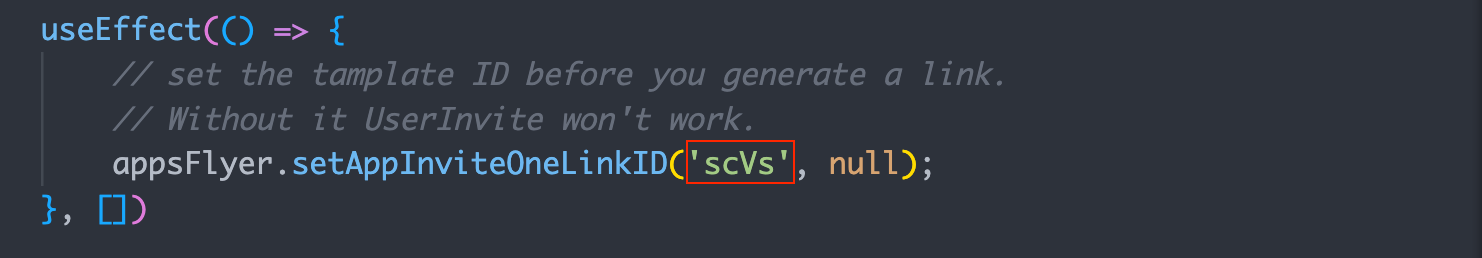 useEffect(() => {
// set the tamplate ID before you generate a link.
// Without it UserInvite won't work.
appsFlyer.setAppInviteOneLinkID('scVs', null);
}, [])